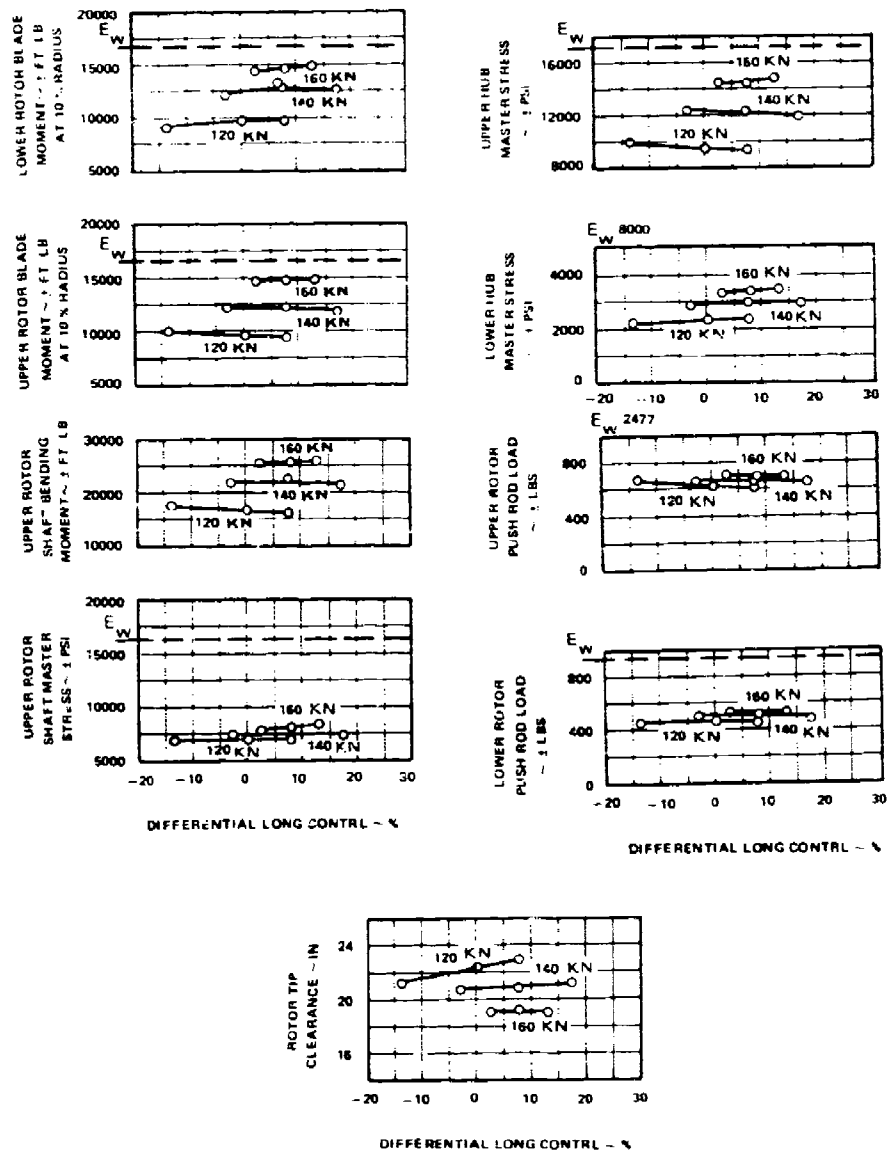 LOWER ROTOR BLADE
MOMENT ~ ± FT LB
AT 10 % RADIUS
20000
E W
15000
10000
5000
160 KN
140 KN
120 KN
UPPER HUB
MASTER STRESS
~ ± PSI
E W
16000
12000
8000
160 KN
140 KN
120 KN
UPPER ROTOR BLADE
MOMENT ~ ± FT LB
AT 10 % RADIUS
20000
E W
15000
10000
5000
160 KN
140 KN
120 KN
LOWER HUB
MASTER STRESS
~ ± PSI
E W 8000
4000
2000
0
160 KN
140 KN
120 KN
-20 -10 0 10 20 30
UPPER ROTOR
SHAFT BENDING
MOMENT ~ ± FT LB
30000
20000
10000
160 KN
140 KN
120 KN
UPPER ROTOR
PUSH ROD LOAD
~ ± LBS
E W 2477
800
400
0
160 KN
120 KN
140 KN
UPPER ROTOR
SHAFT MASTER
STRESS ~ ± PSI
20000
E W
15000
10000
5000
160 KN
120 KN
140 KN
-20 -10 0 10 20 30
DIFFERENTIAL LONG CONTRL ~ %
LOWER ROTOR
PUSH ROD LOAD
~ ± LBS
E W
800
400
0
160 KN
120 KN
140 KN
-20 -10 0 10 20 30
DIFFERENTIAL LONG CONTRL ~ %
ROTOR TIP
CLEARANCE ~ IN
24
20
16
120 KN
140 KN
160 KN
-20 -10 0 10 20 30
DIFFERENTIAL LONG CONTRL ~ %